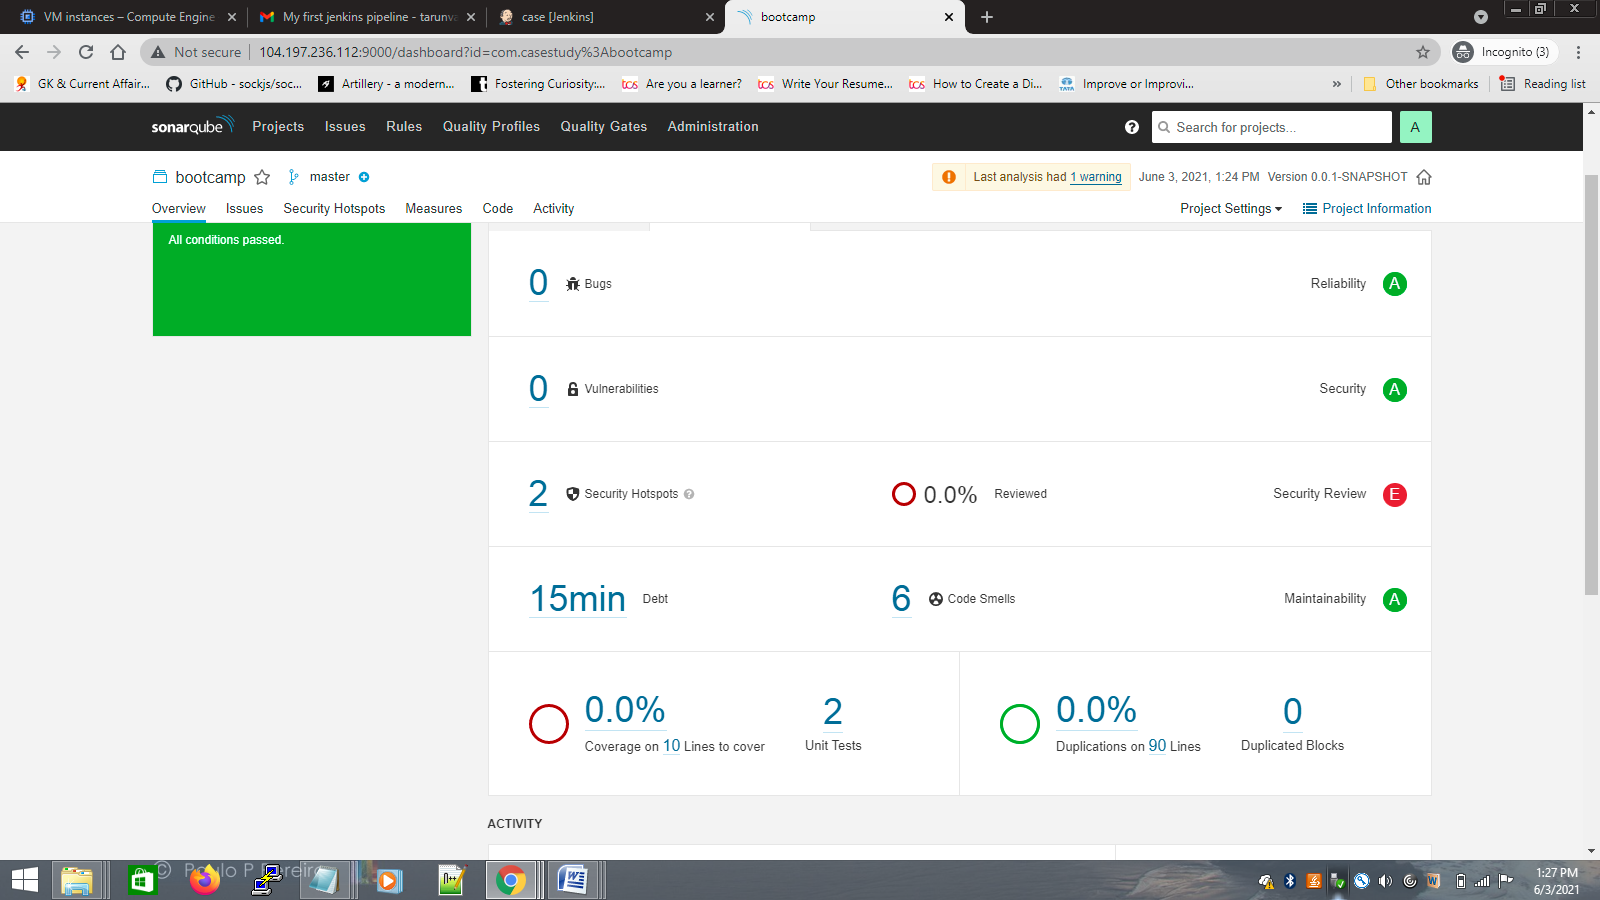 VM instances – Compute Engine
My first jenkins pipeline - tarunva
case [Jenkins]
bootcamp
Not secure
104.197.236.112:9000/dashboard?id=com.casestudy%3Abootcamp
Incognito (3)
GK & Current Affair...
GitHub - sockjs/soc...
Artillery - a modern...
Fostering Curiosity:...
tcs Are you a learner?
tcs Write Your Resume...
tcs How to Create a Di...
TATA Improve or Improvi...
»
Other bookmarks
Reading list
sonarqube
Projects
Issues
Rules
Quality Profiles
Quality Gates
Administration
Search for projects...
A
bootcamp
master
Last analysis had 1 warning
June 3, 2021, 1:24 PM
Version 0.0.1-SNAPSHOT
Overview
Issues
Security Hotspots
Measures
Code
Activity
Project Settings
Project Information
All conditions passed.
0 Bugs
Reliability A
0 Vulnerabilities
Security A
2 Security Hotspots ?
0.0% Reviewed
Security Review E
15min Debt
6 Code Smells
Maintainability A
0.0%
Coverage on 10 Lines to cover
2
Unit Tests
0.0%
Duplications on 90 Lines
0
Duplicated Blocks
ACTIVITY
1:27 PM
6/3/2021